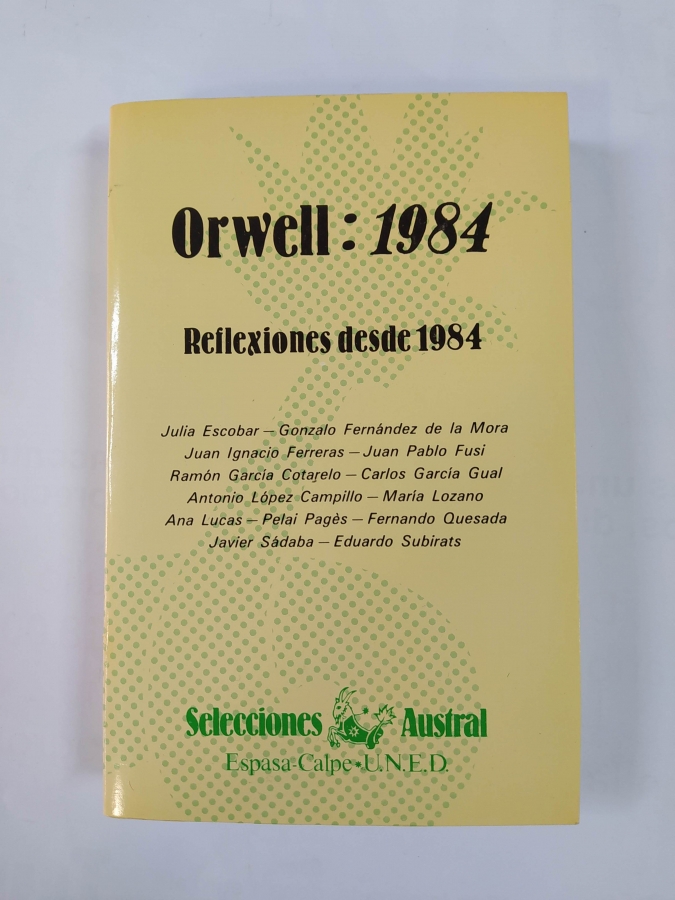 Orwell: 1984
Reflexiones desde 1984
Julia Escobar — Gonzalo Fernández de la Mora
Juan Ignacio Ferreras — Juan Pablo Fusi
Ramón García Cotarelo — Carlos García Gual
Antonio López Campillo — María Lozano
Ana Lucas — Pelai Pagès — Fernando Quesada
Javier Sádaba — Eduardo Subirats
Selecciones Austral
Espasa-Calpe*U.N.E.D.